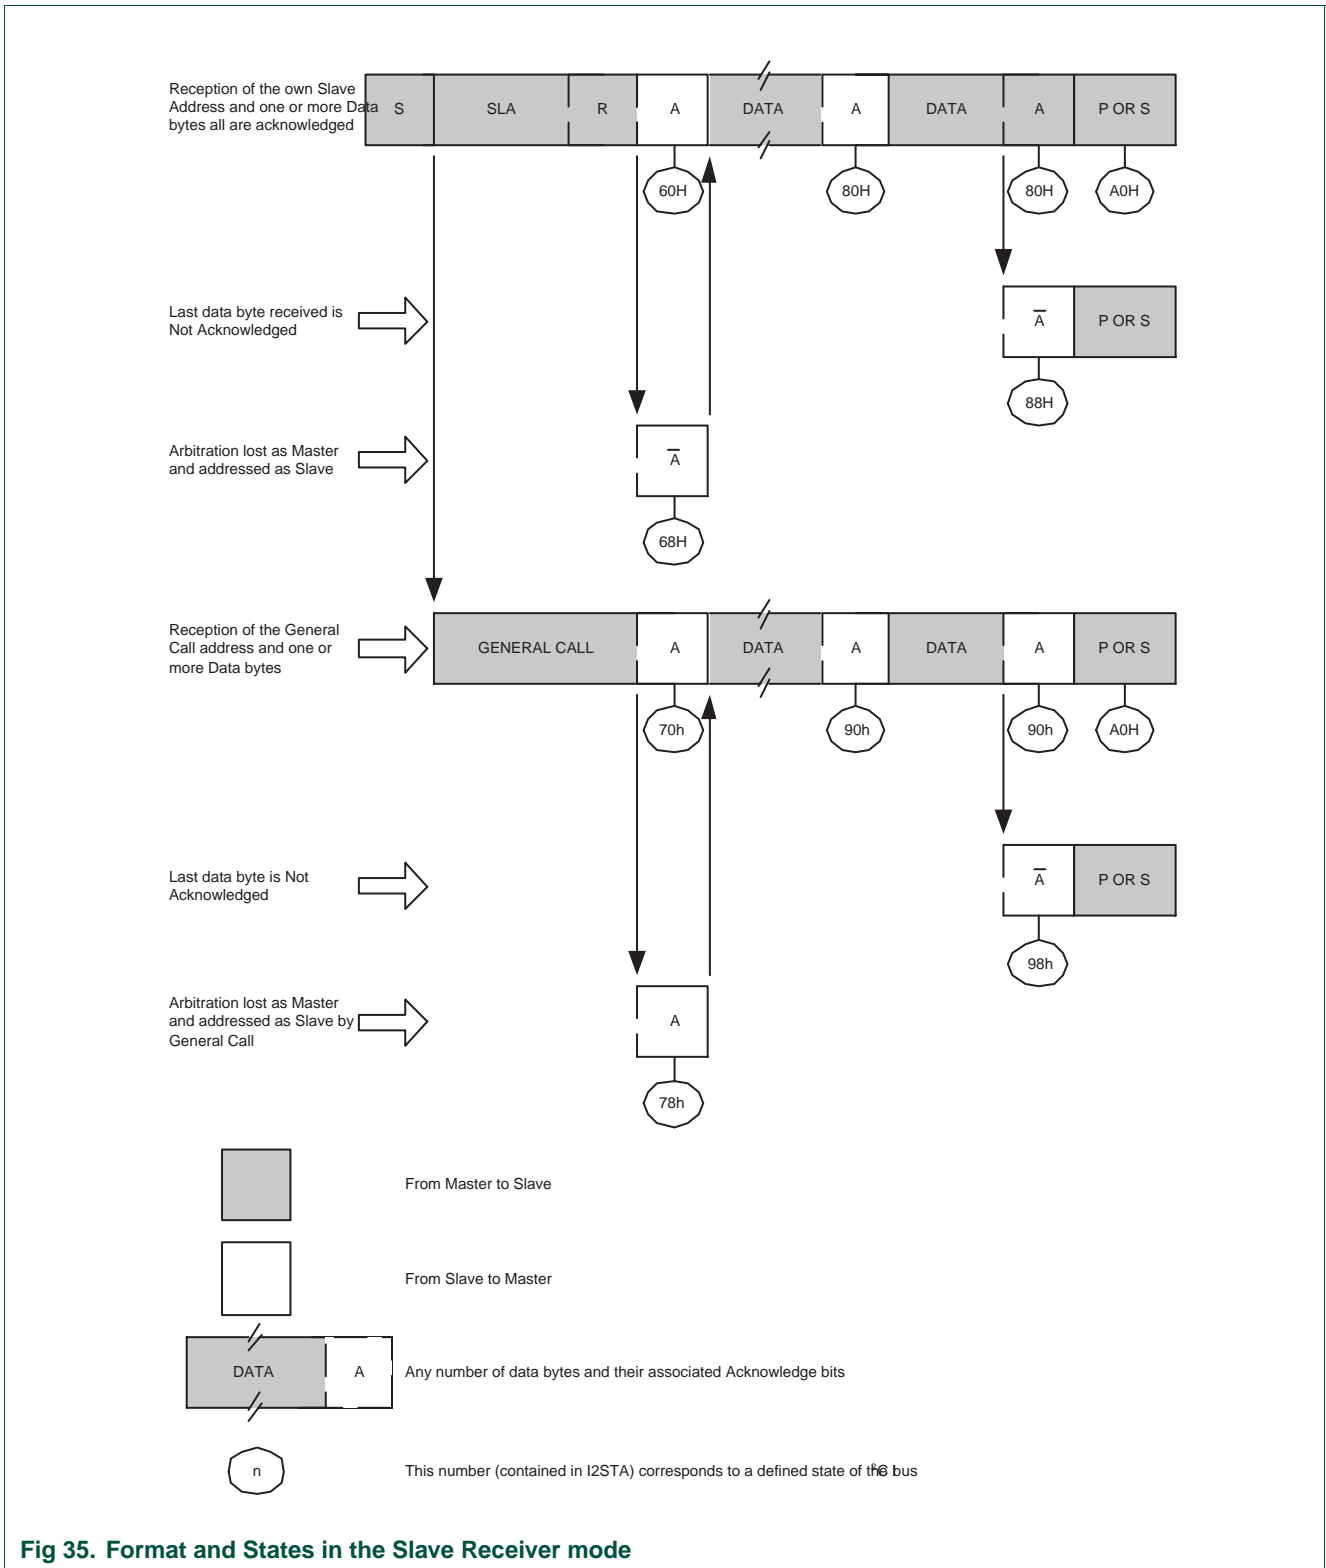 Reception of the own Slave
Address and one or more Data
bytes all are acknowledged
S SLA R A DATA A DATA A P OR S
60H 80H 80H A0H
Last data byte received is
Not Acknowledged
A P OR S
88H
Arbitration lost as Master
and addressed as Slave
A
68H
Reception of the General
Call address and one or
more Data bytes
GENERAL CALL A DATA A DATA A P OR S
70h 90h 90h A0H
Last data byte is Not
Acknowledged
A P OR S
98h
Arbitration lost as Master
and addressed as Slave by
General Call
A
78h
From Master to Slave
From Slave to Master
DATA A Any number of data bytes and their associated Acknowledge bits
n This number (contained in I2STA) corresponds to a defined state of the bus
Fig 35. Format and States in the Slave Receiver mode